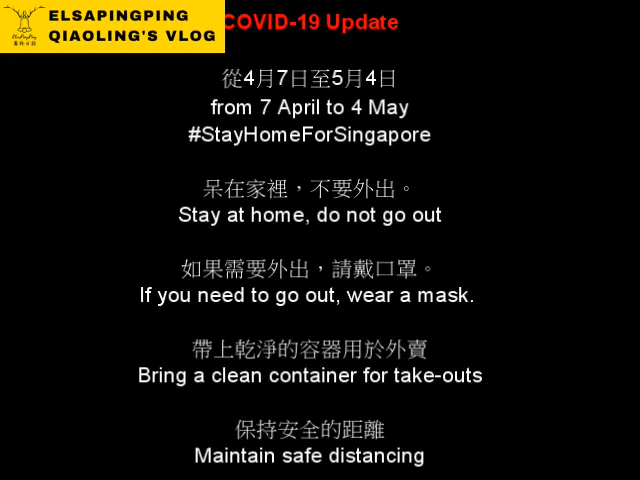 ELSAPINGPING
QIAOLING'S VLOG
COVID-19 Update
從4月7日至5月4日
from 7 April to 4 May
#StayHomeForSingapore
呆在家裡，不要外出。
Stay at home, do not go out
如果需要外出，請戴口罩。
If you need to go out, wear a mask.
帶上乾淨的容器用於外賣
Bring a clean container for take-outs
保持安全的距離
Maintain safe distancing